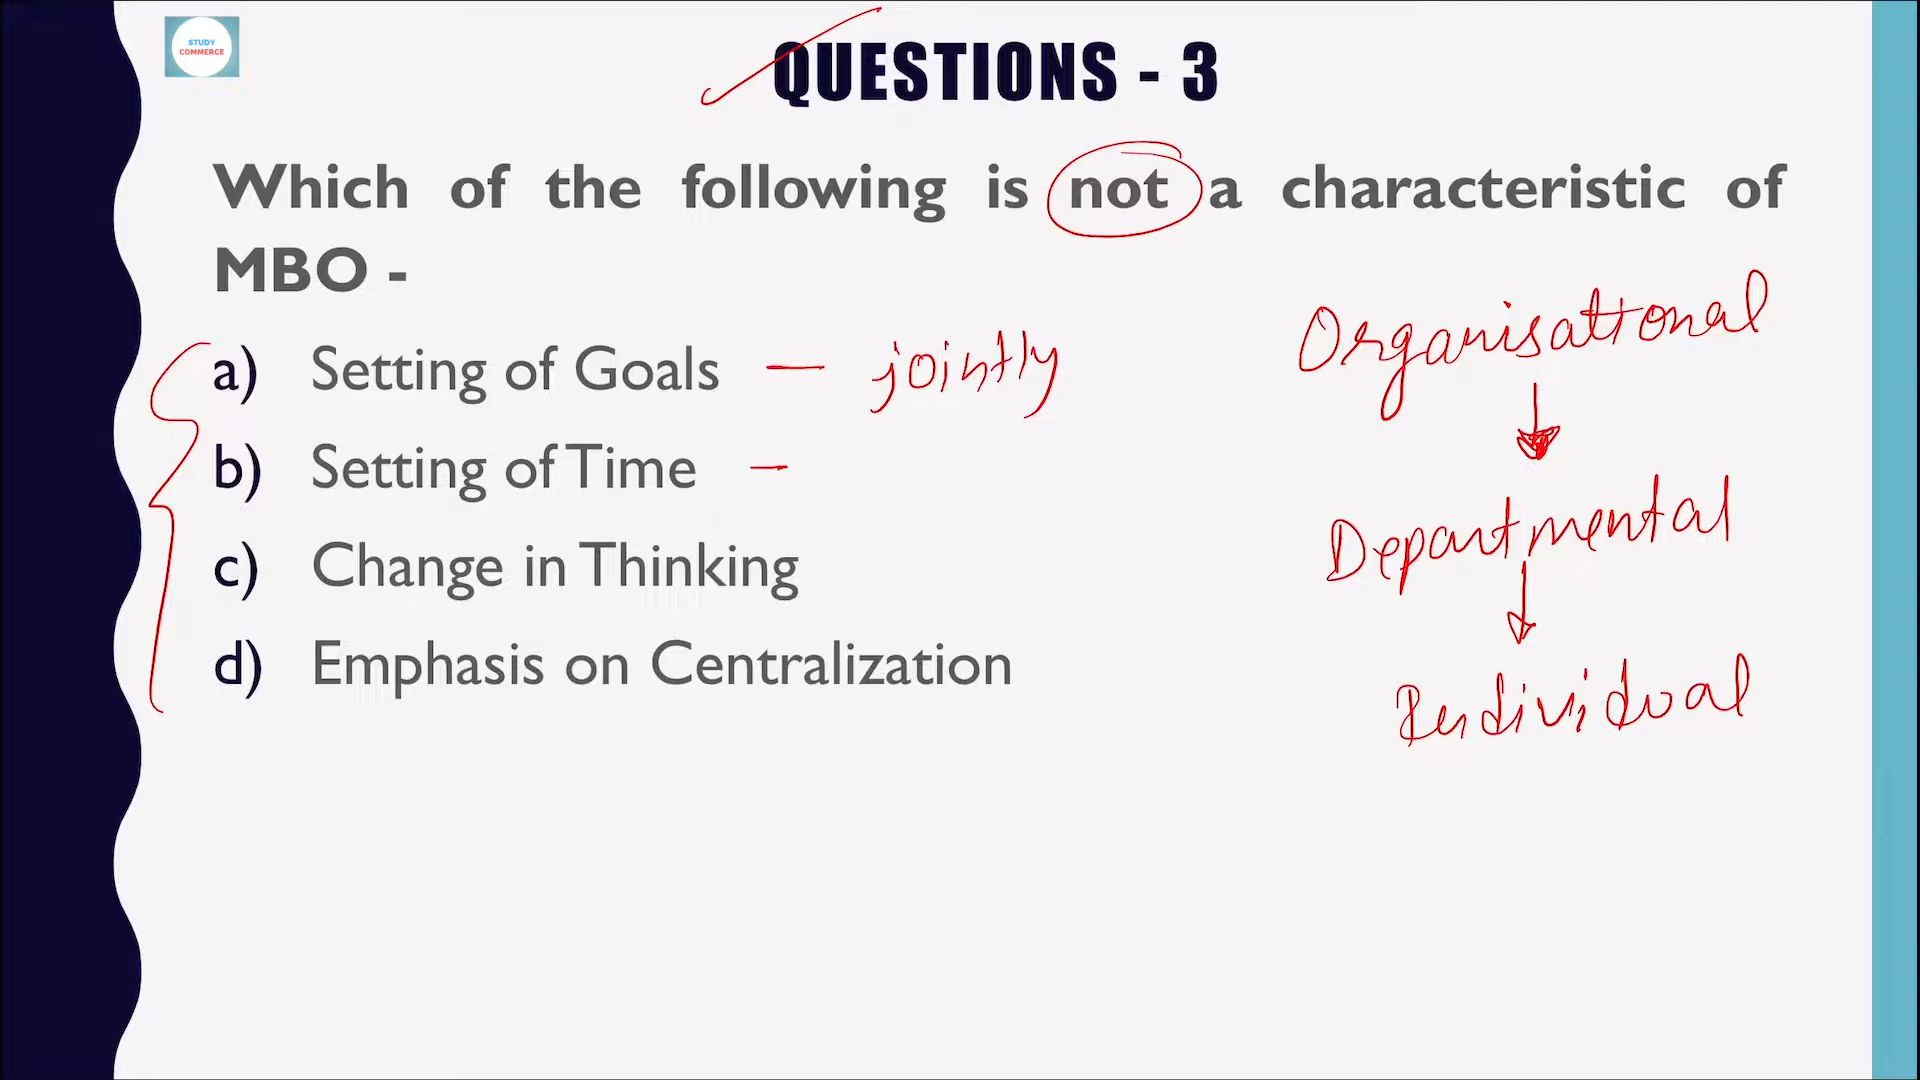 STUDY
COMMERCE
QUESTIONS - 3
Which of the following is not a characteristic of
MBO -
a) Setting of Goals — jointly
b) Setting of Time —
c) Change in Thinking
d) Emphasis on Centralization
Organisational
Departmental
Individual